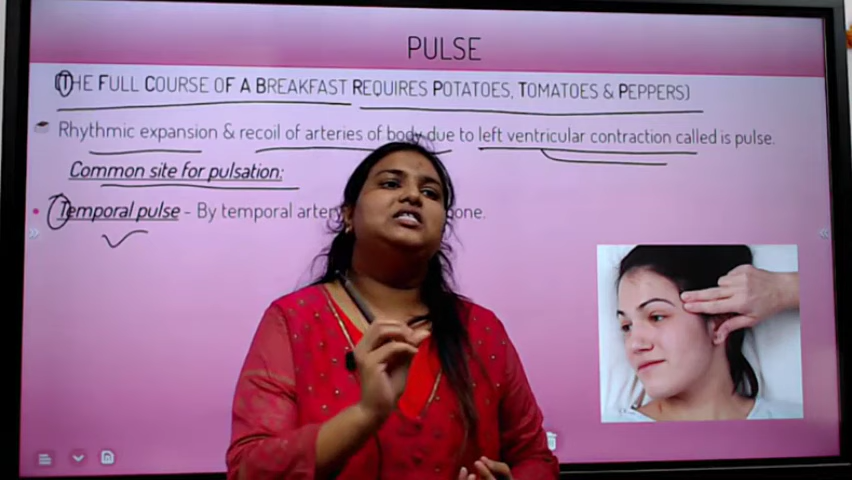 PULSE
(THE FULL COURSE OF A BREAKFAST REQUIRES POTATOES, TOMATOES & PEPPERS)
Rhythmic expansion & recoil of arteries of body due to left ventricular contraction called is pulse.
Common site for pulsation:
Temporal pulse - By temporal artery bone.